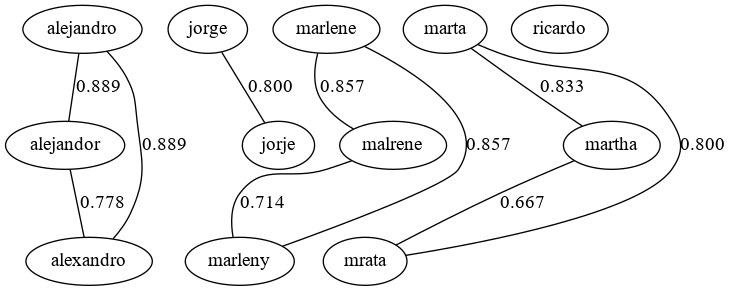 alejandro jorge marlene marta ricardo
0.889 0.800 0.857 0.833
alejandor jorje malrene martha
0.889 0.857 0.800
0.778 0.714 0.667
alexandro marleny mrata